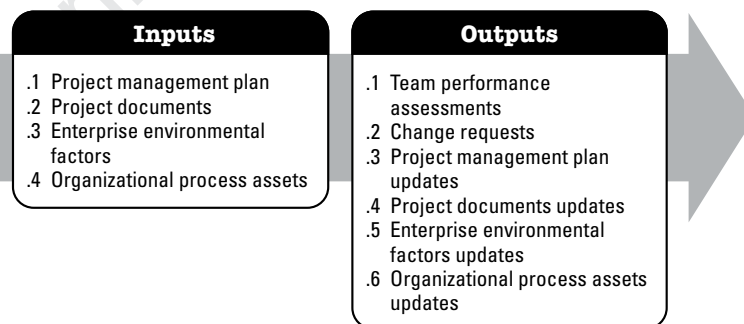 Inputs
.1 Project management plan
.2 Project documents
.3 Enterprise environmental
factors
.4 Organizational process assets
Outputs
.1 Team performance
assessments
.2 Change requests
.3 Project management plan
updates
.4 Project documents updates
.5 Enterprise environmental
factors updates
.6 Organizational process assets
updates